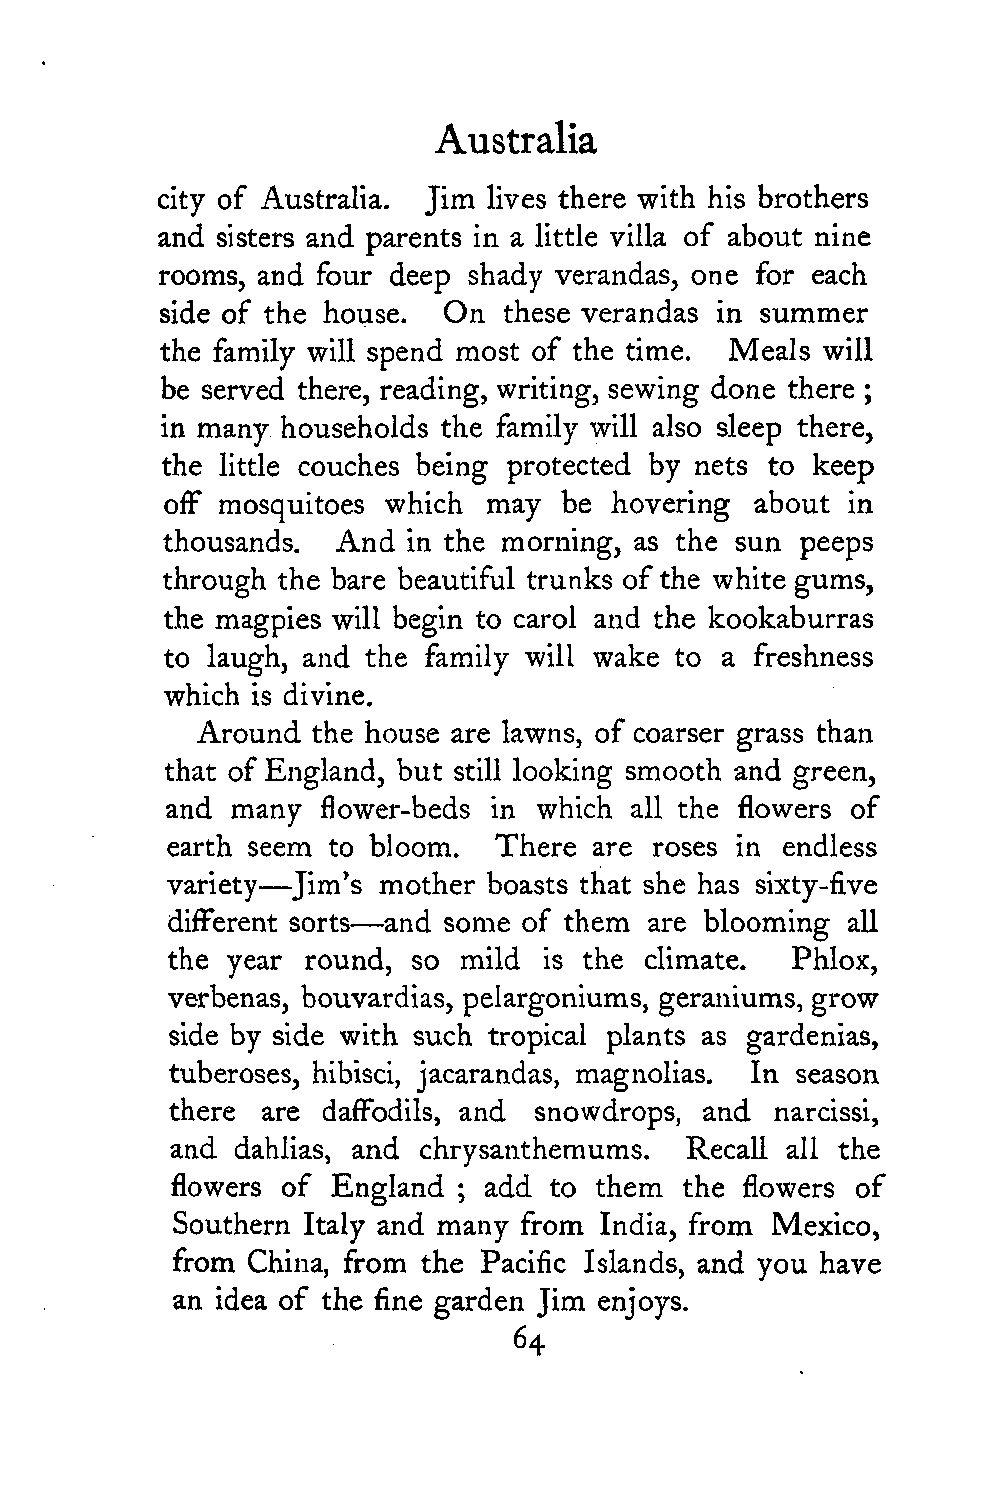 Australia
city of Australia. Jim lives there with his brothers
and sisters and parents in a little villa of about nine
rooms, and four deep shady verandas, one for each
side of the house. On these verandas in summer
the family will spend most of the time. Meals will
be served there, reading, writing, sewing done there ;
in many households the family will also sleep there,
the little couches being protected by nets to keep
off mosquitoes which may be hovering about in
thousands. And in the morning, as the sun peeps
through the bare beautiful trunks of the white gums,
the magpies will begin to carol and the kookaburras
to laugh, and the family will wake to a freshness
which is divine.
Around the house are lawns, of coarser grass than
that of England, but still looking smooth and green,
and many flower-beds in which all the flowers of
earth seem to bloom. There are roses in endless
variety—Jim's mother boasts that she has sixty-five
different sorts—and some of them are blooming all
the year round, so mild is the climate. Phlox,
verbenas, bouvardias, pelargoniums, geraniums, grow
side by side with such tropical plants as gardenias,
tuberoses, hibisci, jacarandas, magnolias. In season
there are daffodils, and snowdrops, and narcissi,
and dahlias, and chrysanthemums. Recall all the
flowers of England ; add to them the flowers of
Southern Italy and many from India, from Mexico,
from China, from the Pacific Islands, and you have
an idea of the fine garden Jim enjoys.
64